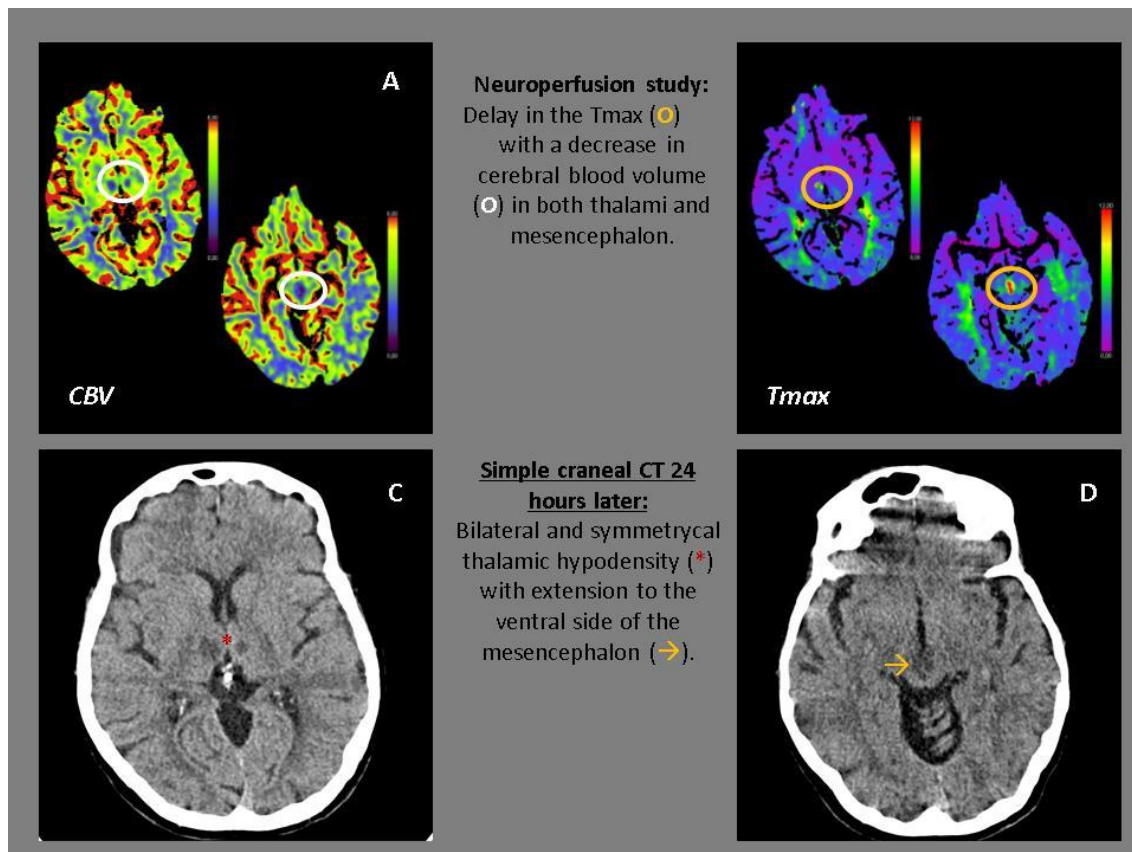 A
Neuroperfusion study:
Delay in the Tmax (O)
with a decrease in
cerebral blood volume
(O) in both thalami and
mesencephalon.
CBV
Tmax
C
Simple craneal CT 24
hours later:
Bilateral and symmetrycal
thalamic hypodensity (*)
with extension to the
ventral side of the
mesencephalon (→).
D
*
→